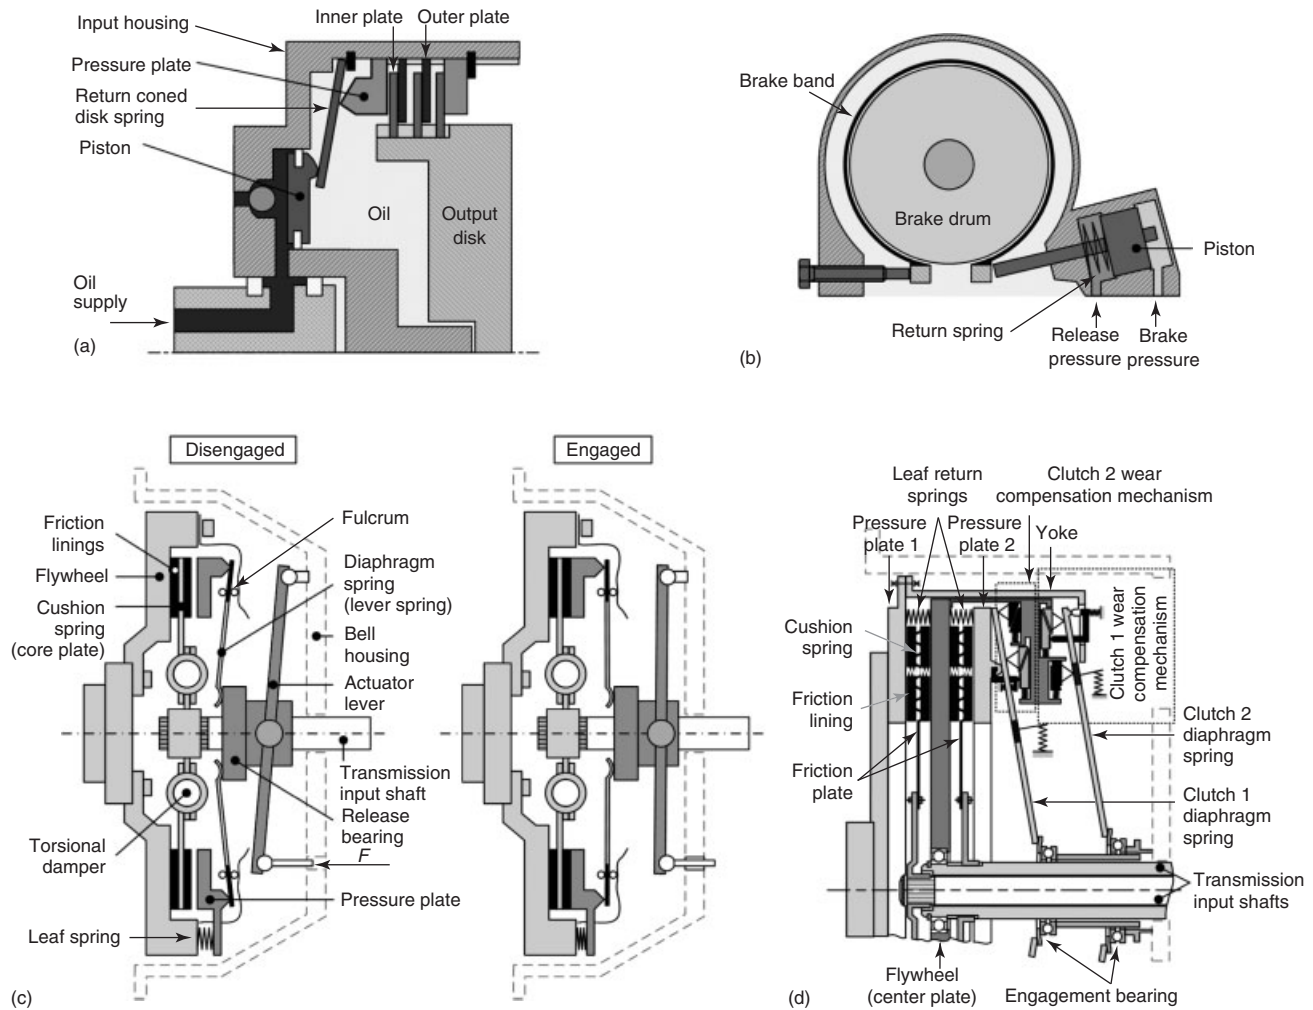 Input housing
Inner plate
Outer plate
Pressure plate
Return coned
disk spring
Piston
Oil
Output
disk
Oil
supply
(a)
Brake band
Brake drum
Piston
Return spring
Release
pressure
Brake
pressure
(b)
Disengaged
Engaged
Friction
linings
Flywheel
Cushion
spring
(core plate)
Torsional
damper
Leaf spring
Fulcrum
Diaphragm
spring
(lever spring)
Bell
housing
Actuator
lever
Transmission
input shaft
Release
bearing
F
Pressure plate
(c)
Leaf return
springs
Clutch 2 wear
compensation mechanism
Pressure
plate 1
Pressure
plate 2
Yoke
Cushion
spring
Friction
lining
Friction
plate
Clutch 1 wear
compensation
mechanism
Clutch 2
diaphragm
spring
Clutch 1
diaphragm
spring
Transmission
input shafts
Flywheel
(center plate)
Engagement bearing
(d)